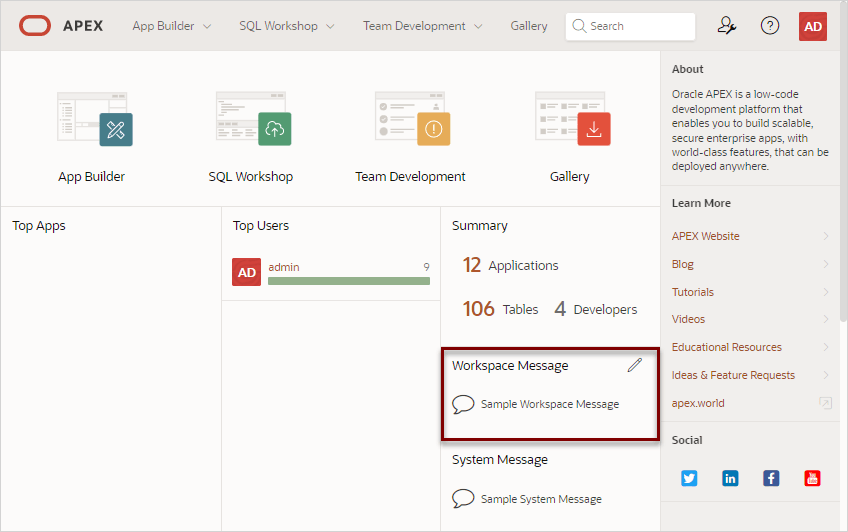 APEX
App Builder
SQL Workshop
Team Development
Gallery
Search
AD
App Builder
SQL Workshop
Team Development
Gallery
Top Apps
Top Users
AD
admin
9
Summary
12 Applications
106 Tables
4 Developers
Workspace Message
Sample Workspace Message
System Message
Sample System Message
About
Oracle APEX is a low-code
development platform that
enables you to build scalable,
secure enterprise apps, with
world-class features, that can be
deployed anywhere.
Learn More
APEX Website
Blog
Tutorials
Videos
Educational Resources
Ideas & Feature Requests
apex.world
Social